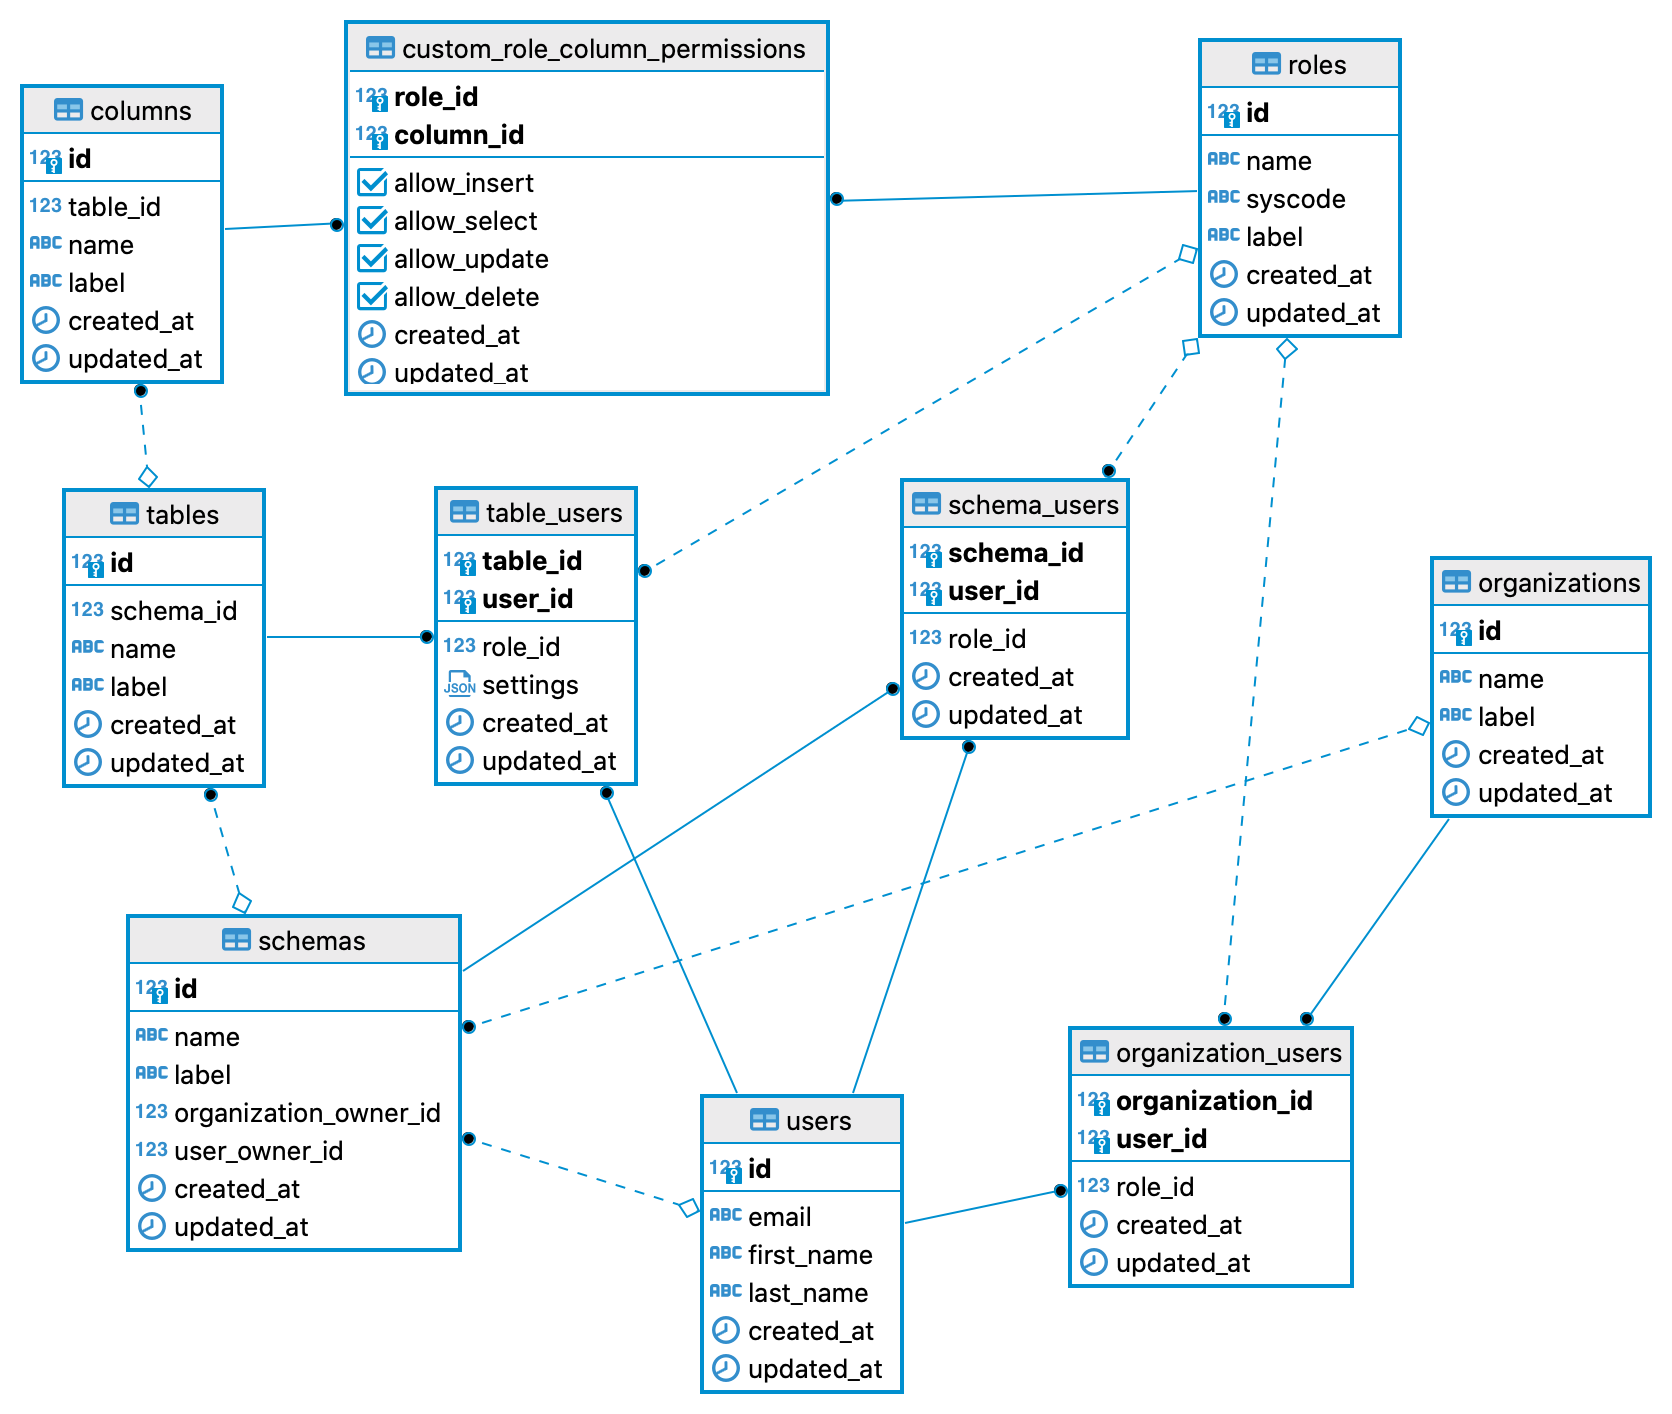 custom_role_column_permissions
123 role_id
123 column_id
allow_insert
allow_select
allow_update
allow_delete
created_at
updated_at
roles
123 id
ABC name
ABC syscode
ABC label
created_at
updated_at
columns
123 id
123 table_id
ABC name
ABC label
created_at
updated_at
tables
123 id
123 schema_id
ABC name
ABC label
created_at
updated_at
table_users
123 table_id
123 user_id
123 role_id
JSON settings
created_at
updated_at
schema_users
123 schema_id
123 user_id
123 role_id
created_at
updated_at
organizations
123 id
ABC name
ABC label
created_at
updated_at
schemas
123 id
ABC name
ABC label
123 organization_owner_id
123 user_owner_id
created_at
updated_at
users
123 id
ABC email
ABC first_name
ABC last_name
created_at
updated_at
organization_users
123 organization_id
123 user_id
123 role_id
created_at
updated_at